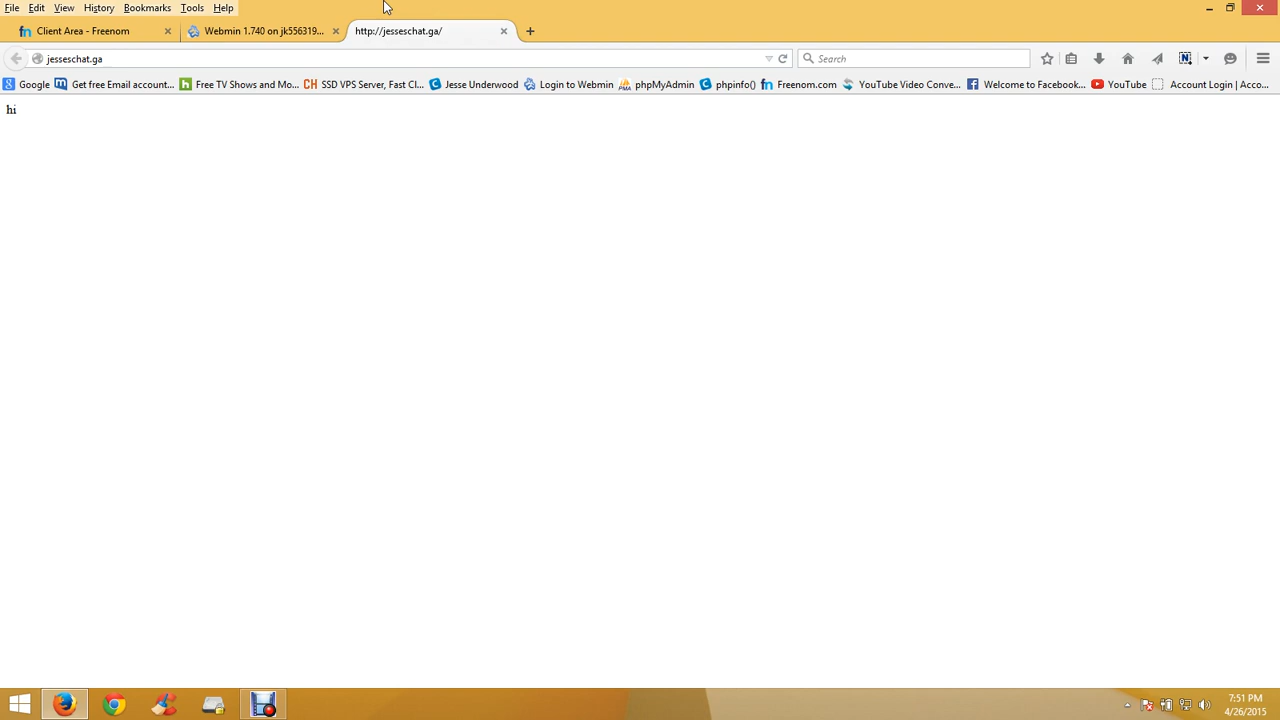 File Edit View History Bookmarks Tools Help
Client Area - Freenom
Webmin 1.740 on jk556319...
http://jesseschat.ga/
jesseschat.ga
Search
Google Get free Email account... Free TV Shows and Mo... CH SSD VPS Server, Fast Cl... Jesse Underwood Login to Webmin PMA phpMyAdmin phpinfo() Freenom.com YouTube Video Conve... Welcome to Facebook... YouTube Account Login | Acco...
hi
7:51 PM
4/26/2015